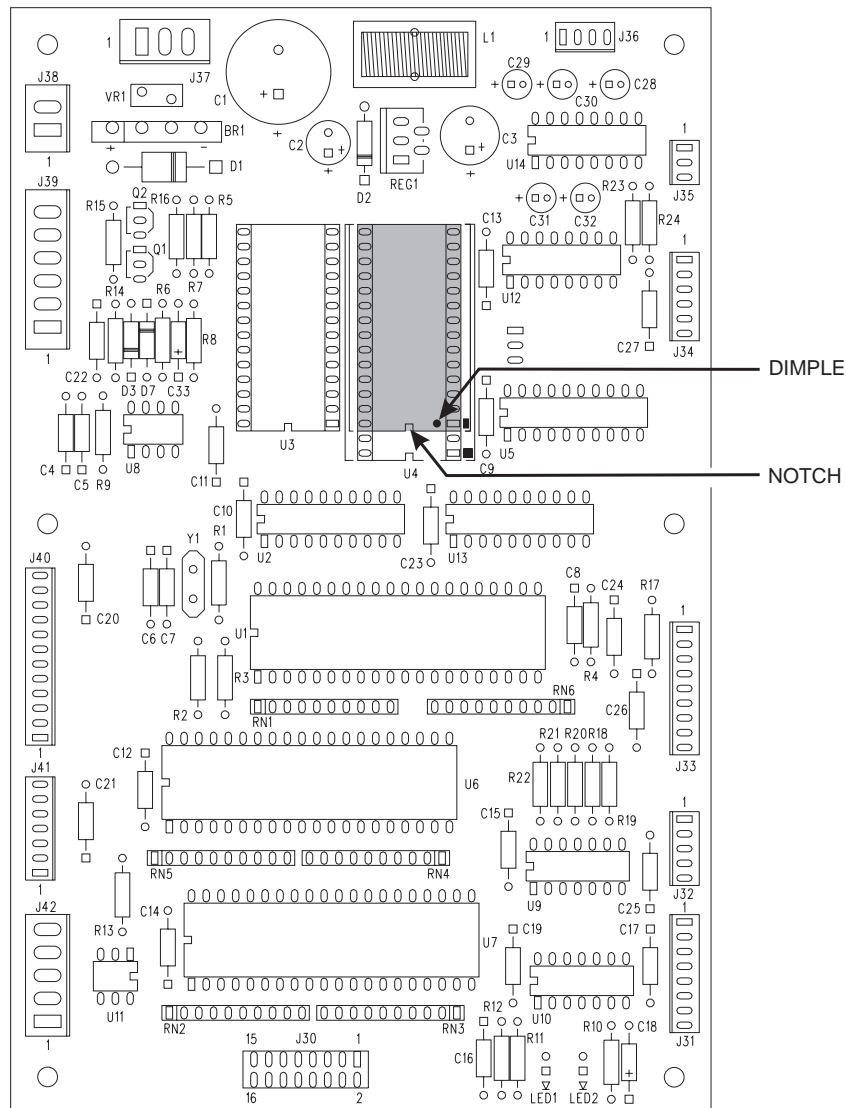 1
J37
C1
+
+
L1
1
J36
C29
+
+
+
C28
C30
J38
1
VR1
BR1
+
-
D1
C2
+
+
D2
REG1
C3
+
+
U14
1
J35
J39
1
R15
Q2
Q1
R16
R5
R7
R14
R6
R8
C22
D3
D7
C33
+
+
C31
+
C32
R23
R24
C13
U12
C27
1
J34
DIMPLE
NOTCH
U3
U4
C9
U5
C4
C5
R9
U8
C11
C10
U2
C23
U13
J40
1
C20
C6
C7
Y1
R1
U1
R2
R3
RN1
RN6
C8
R4
C24
R17
C26
1
J33
J41
1
C21
C12
U6
RN5
RN4
R21
R20
R18
R22
R19
C15
U9
C25
1
J32
J42
1
R13
U11
C14
U7
RN2
RN3
C19
C17
U10
1
J31
15
J30
1
16
2
R12
R11
C16
LED1
LED2
R10
C18
+